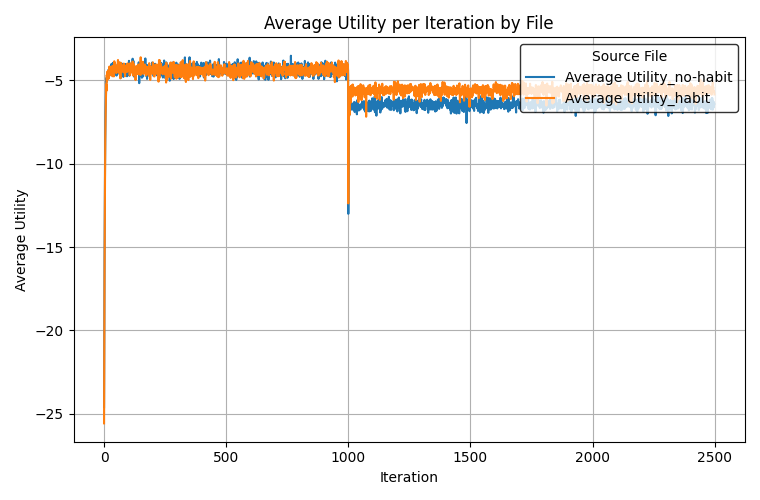 Average Utility per Iteration by File
Source File
Average Utility_no-habit
Average Utility_habit
Average Utility
−5
−10
−15
−20
−25
0 500 1000 1500 2000 2500
Iteration